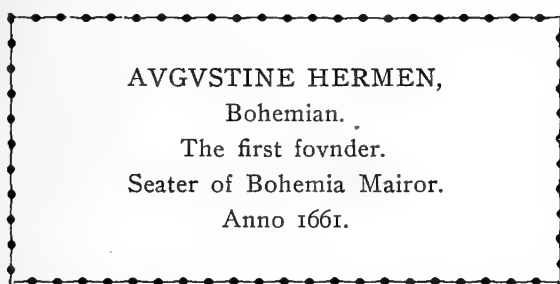 AVGVSTINE HERMEN,
Bohemian.
The first fovnder.
Seater of Bohemia Mairor.
Anno 1661.